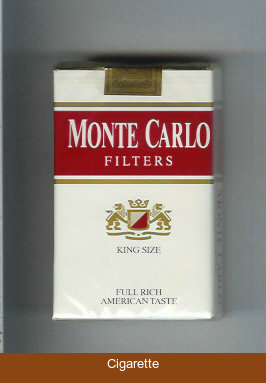 MONTE CARLO
FILTERS
KING SIZE
FULL RICH
AMERICAN TASTE
Cigarette